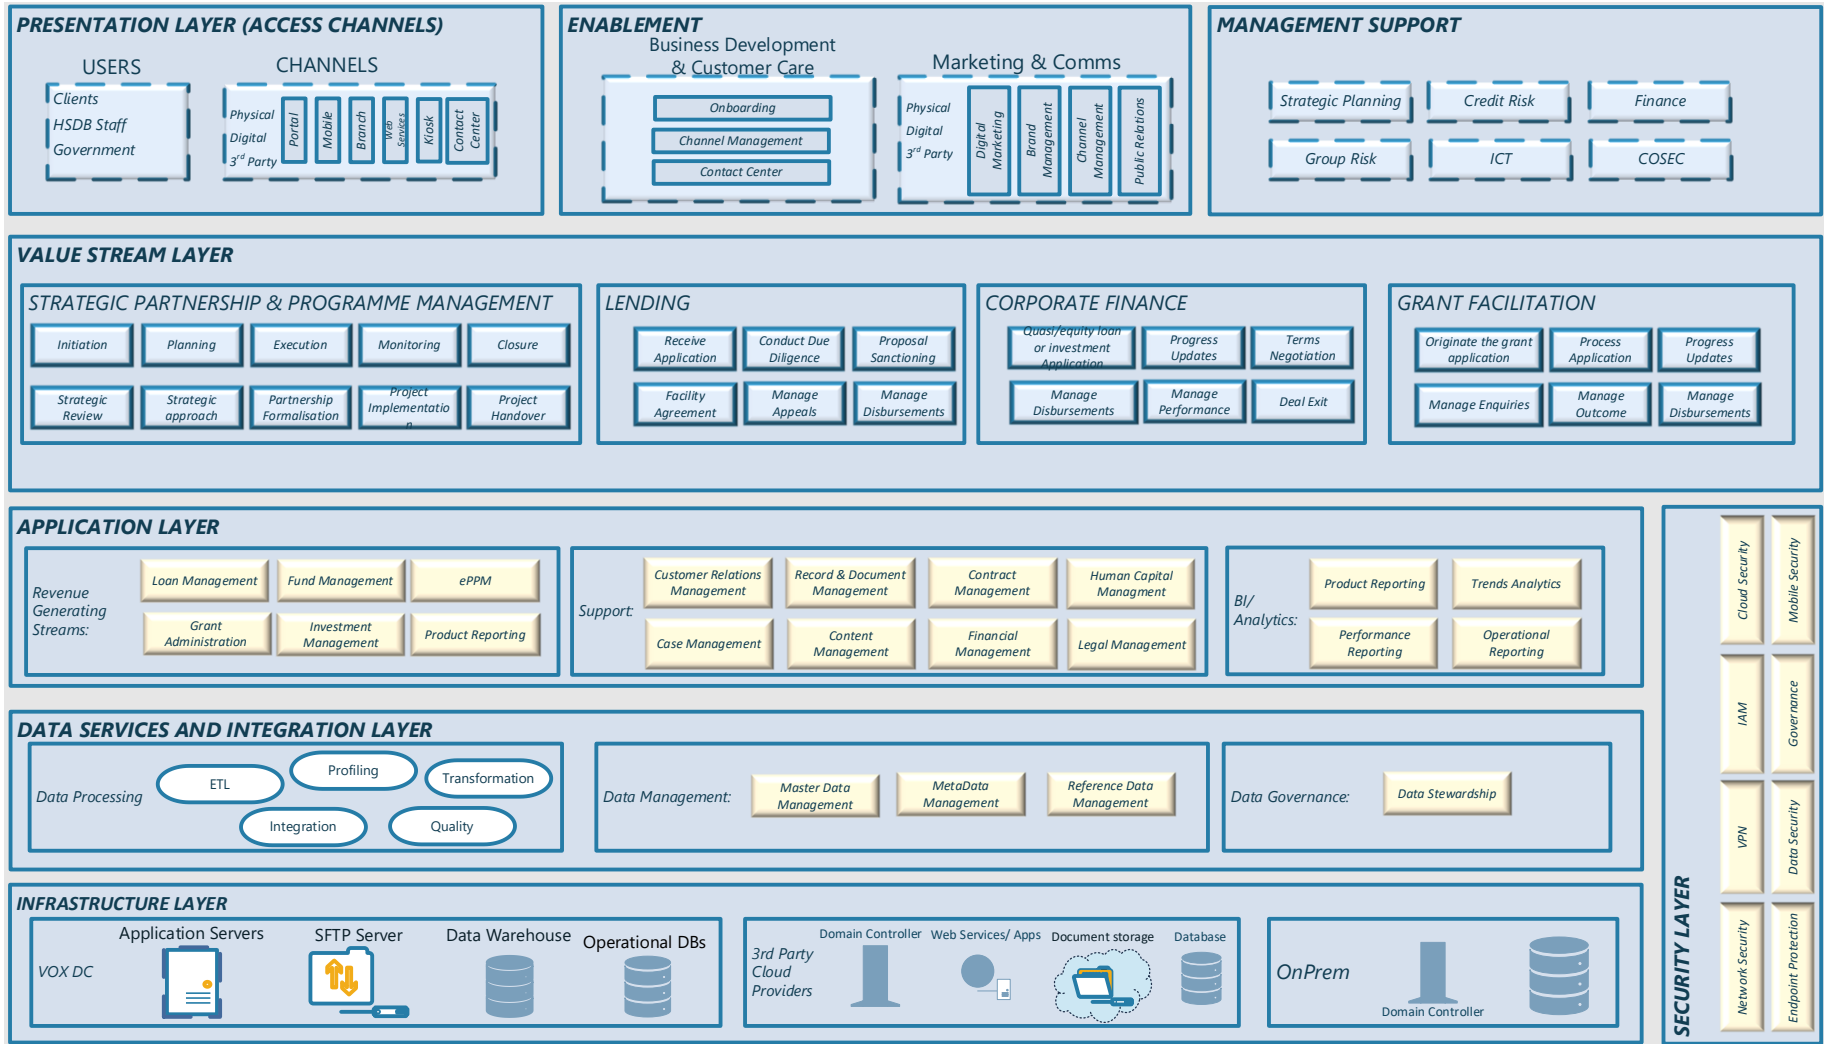 PRESENTATION LAYER (ACCESS CHANNELS)
USERS
Clients
HSDB Staff
Government
CHANNELS
Physical
Digital
3rd Party
Portal
Mobile
Branch
Web
Services
Kiosk
Contact
Center
ENABLEMENT
Business Development
& Customer Care
Onboarding
Channel Management
Contact Center
Marketing & Comms
Physical
Digital
3rd Party
Digital
Marketing
Brand
Management
Channel
Management
Public Relations
MANAGEMENT SUPPORT
Strategic Planning
Credit Risk
Finance
Group Risk
ICT
COSEC
VALUE STREAM LAYER
STRATEGIC PARTNERSHIP & PROGRAMME MANAGEMENT
Initiation
Planning
Execution
Monitoring
Closure
Strategic
Review
Strategic
approach
Partnership
Formalisation
Project
Implementatio
n
Project
Handover
LENDING
Receive
Application
Conduct Due
Diligence
Proposal
Sanctioning
Facility
Agreement
Manage
Appeals
Manage
Disbursements
CORPORATE FINANCE
Quasi/equity loan
or investment
Application
Progress
Updates
Terms
Negotiation
Manage
Disbursements
Manage
Performance
Deal Exit
GRANT FACILITATION
Originate the grant
application
Process
Application
Progress
Updates
Manage Enquiries
Manage
Outcome
Manage
Disbursements
APPLICATION LAYER
Revenue
Generating
Streams:
Loan Management
Fund Management
ePPM
Grant
Administration
Investment
Management
Product Reporting
Support:
Customer Relations
Management
Record & Document
Management
Contract
Management
Human Capital
Managment
Case Management
Content
Management
Financial
Management
Legal Management
BI/
Analytics:
Product Reporting
Trends Analytics
Performance
Reporting
Operational
Reporting
DATA SERVICES AND INTEGRATION LAYER
Data Processing
ETL
Profiling
Transformation
Integration
Quality
Data Management:
Master Data
Management
MetaData
Management
Reference Data
Management
Data Governance:
Data Stewardship
INFRASTRUCTURE LAYER
VOX DC
Application Servers
SFTP Server
Data Warehouse
Operational DBs
3rd Party
Cloud
Providers
Domain Controller
Web Services/ Apps
Document storage
Database
OnPrem
Domain Controller
SECURITY LAYER
Cloud Security
Mobile Security
IAM
Governance
VPN
Data Security
Network Security
Endpoint Protection